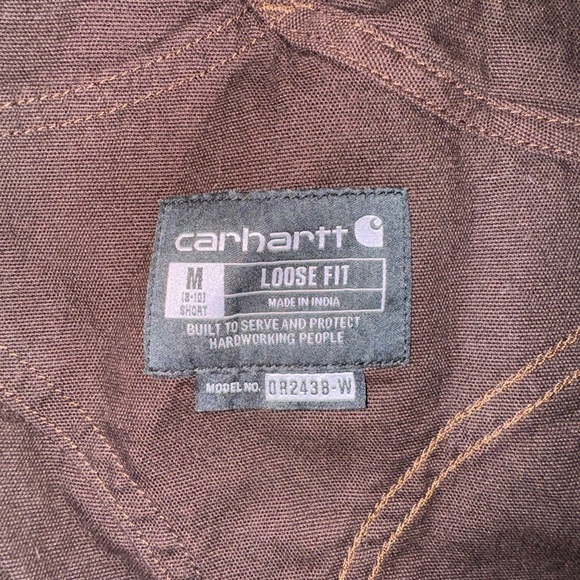 carhartt
M
(8-10)
SHORT
LOOSE FIT
MADE IN INDIA
BUILT TO SERVE AND PROTECT
HARDWORKING PEOPLE
MODEL NO. OR2438-W